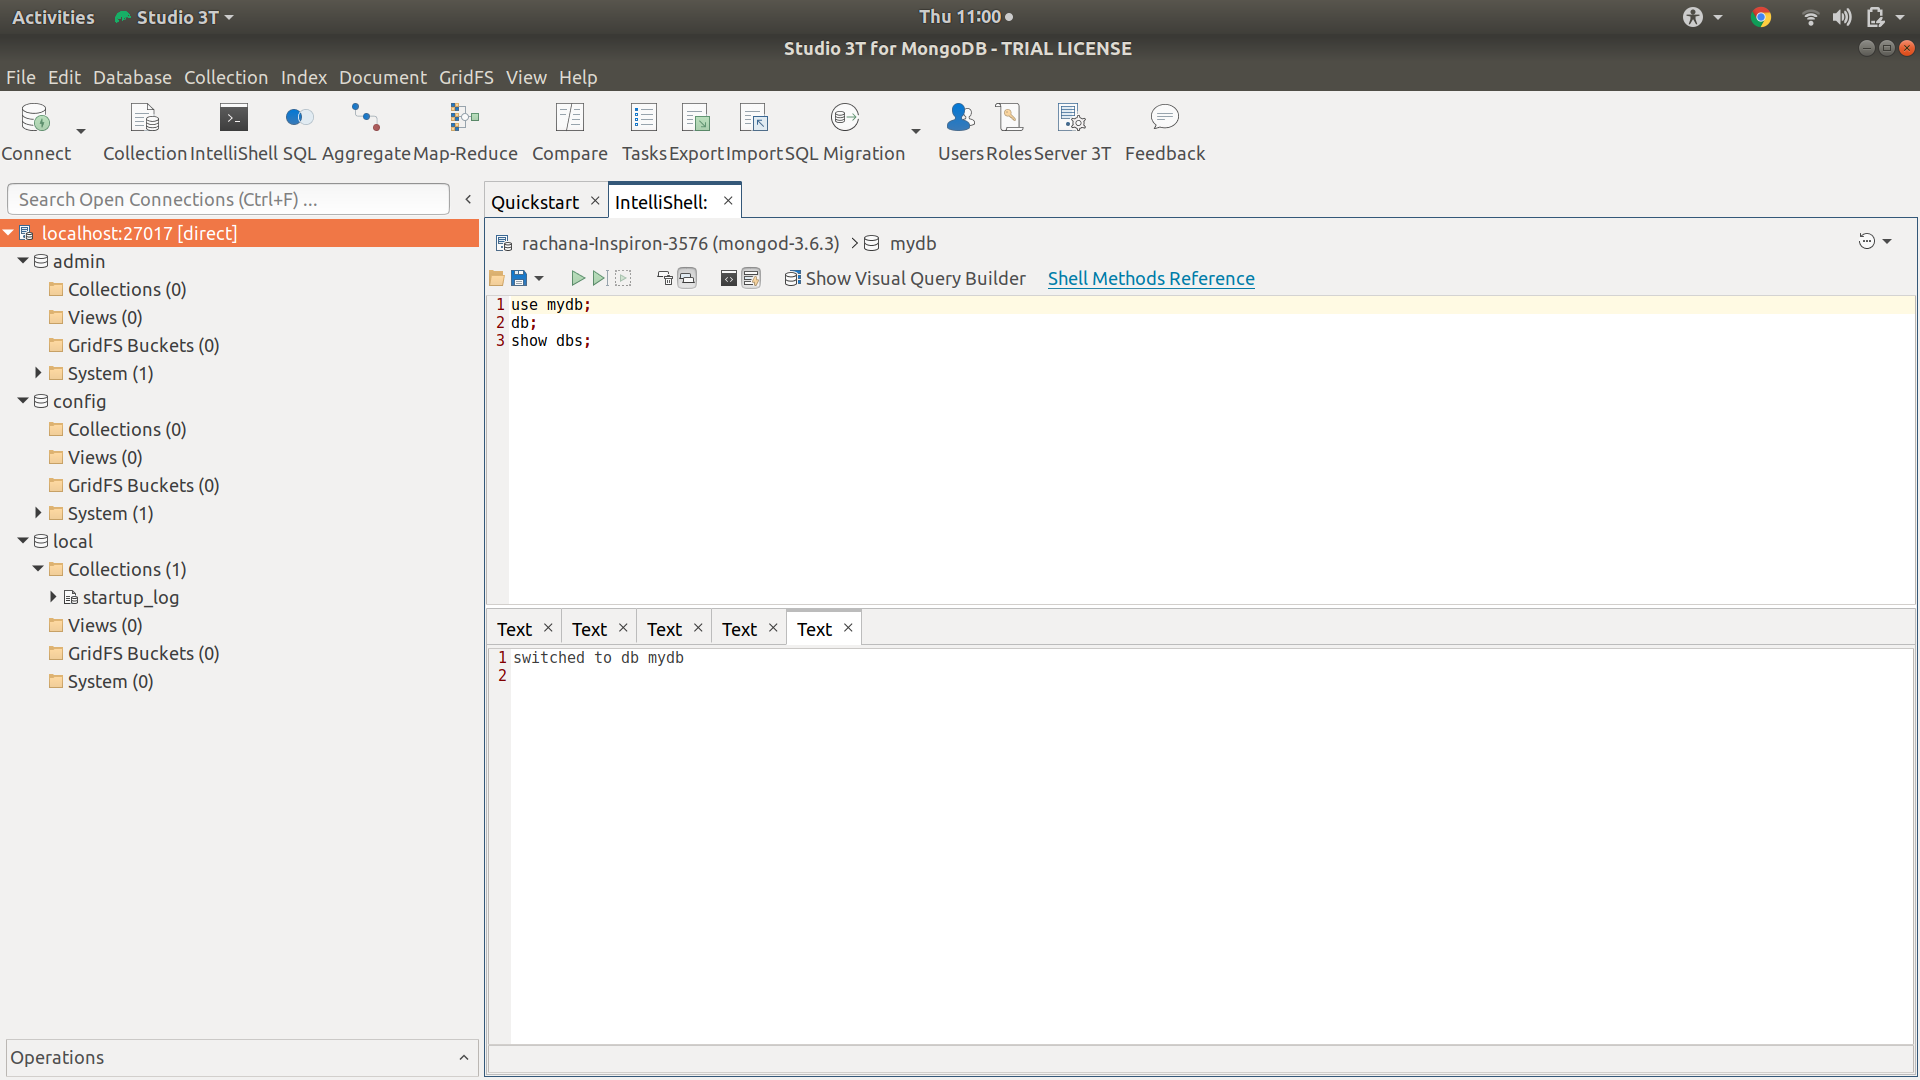 Activities Studio 3T Thu 11:00
Studio 3T for MongoDB - TRIAL LICENSE
File Edit Database Collection Index Document GridFS View Help
Connect Collection IntelliShell SQL Aggregate Map-Reduce Compare Tasks Export Import SQL Migration Users Roles Server 3T Feedback
Search Open Connections (Ctrl+F) ...
localhost:27017 [direct]
admin
Collections (0)
Views (0)
GridFS Buckets (0)
System (1)
config
Collections (0)
Views (0)
GridFS Buckets (0)
System (1)
local
Collections (1)
startup_log
Views (0)
GridFS Buckets (0)
System (0)
Operations
Quickstart IntelliShell:
rachana-Inspiron-3576 (mongod-3.6.3) mydb
Show Visual Query Builder Shell Methods Reference
1 use mydb;
2 db;
3 show dbs;
Text Text Text Text Text
1 switched to db mydb
2